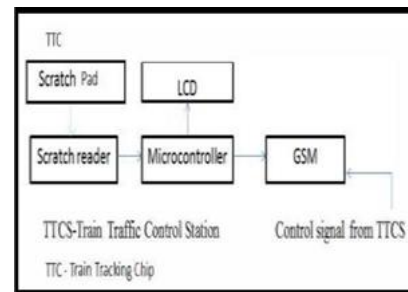 TTC
Scratch Pad
LCD
Scratch reader
Microcontroller
GSM
TTCS-Train Traffic Control Station
Control signal from TTCS
TTC - Train Tracking Chip